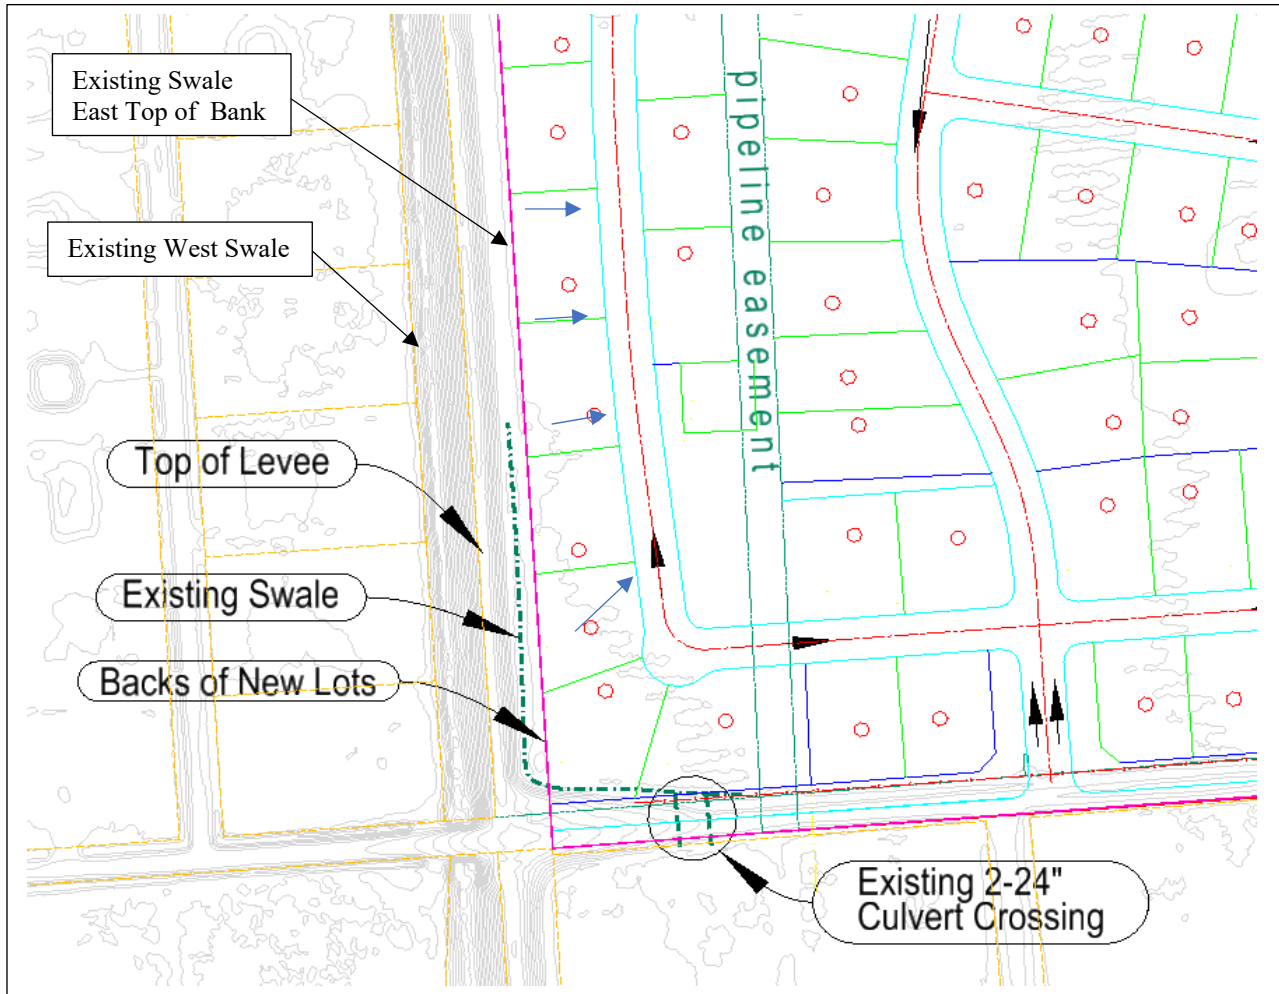 Existing Swale
East Top of Bank
Existing West Swale
pipeline easement
Top of Levee
Existing Swale
Backs of New Lots
Existing 2-24"
Culvert Crossing